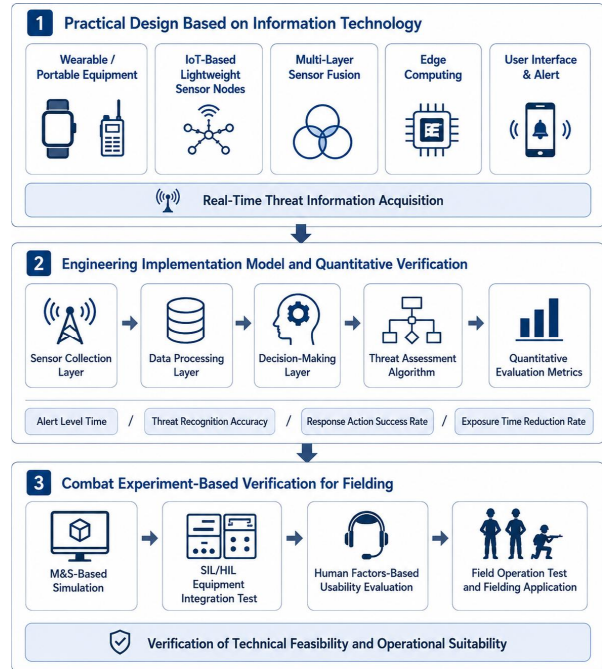 1 Practical Design Based on Information Technology
Wearable /
Portable Equipment
IoT-Based
Lightweight
Sensor Nodes
Multi-Layer
Sensor Fusion
Edge
Computing
User Interface
& Alert
Real-Time Threat Information Acquisition
2 Engineering Implementation Model and Quantitative Verification
Sensor Collection
Layer
Data Processing
Layer
Decision-Making
Layer
Threat Assessment
Algorithm
Quantitative
Evaluation Metrics
Alert Level Time / Threat Recognition Accuracy / Response Action Success Rate / Exposure Time Reduction Rate
3 Combat Experiment-Based Verification for Fielding
M&S-Based
Simulation
SIL/HIL
Equipment
Integration Test
Human Factors-Based
Usability Evaluation
Field Operation Test
and Fielding Application
Verification of Technical Feasibility and Operational Suitability